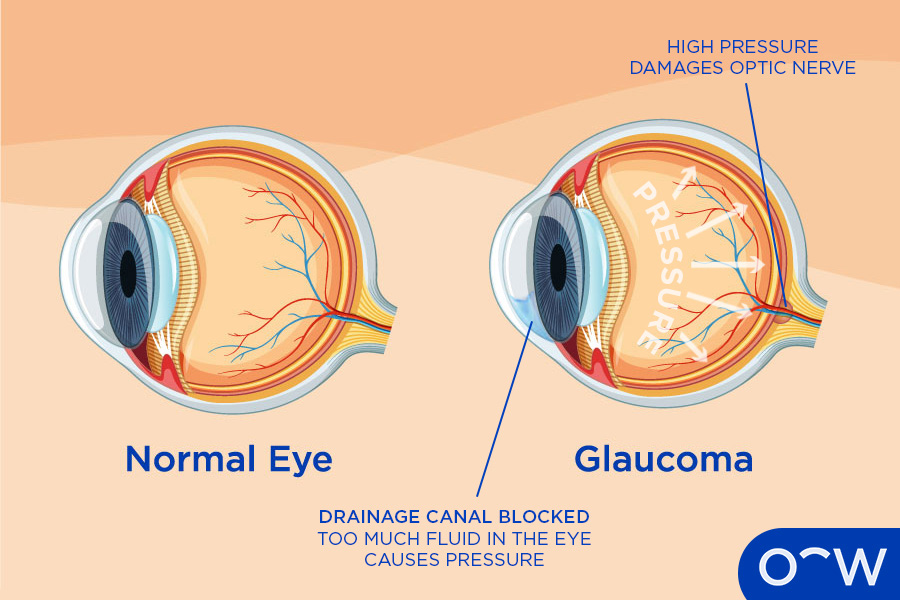 HIGH PRESSURE
DAMAGES OPTIC NERVE
PRESSURE
Normal Eye
Glaucoma
DRAINAGE CANAL BLOCKED
TOO MUCH FLUID IN THE EYE
CAUSES PRESSURE